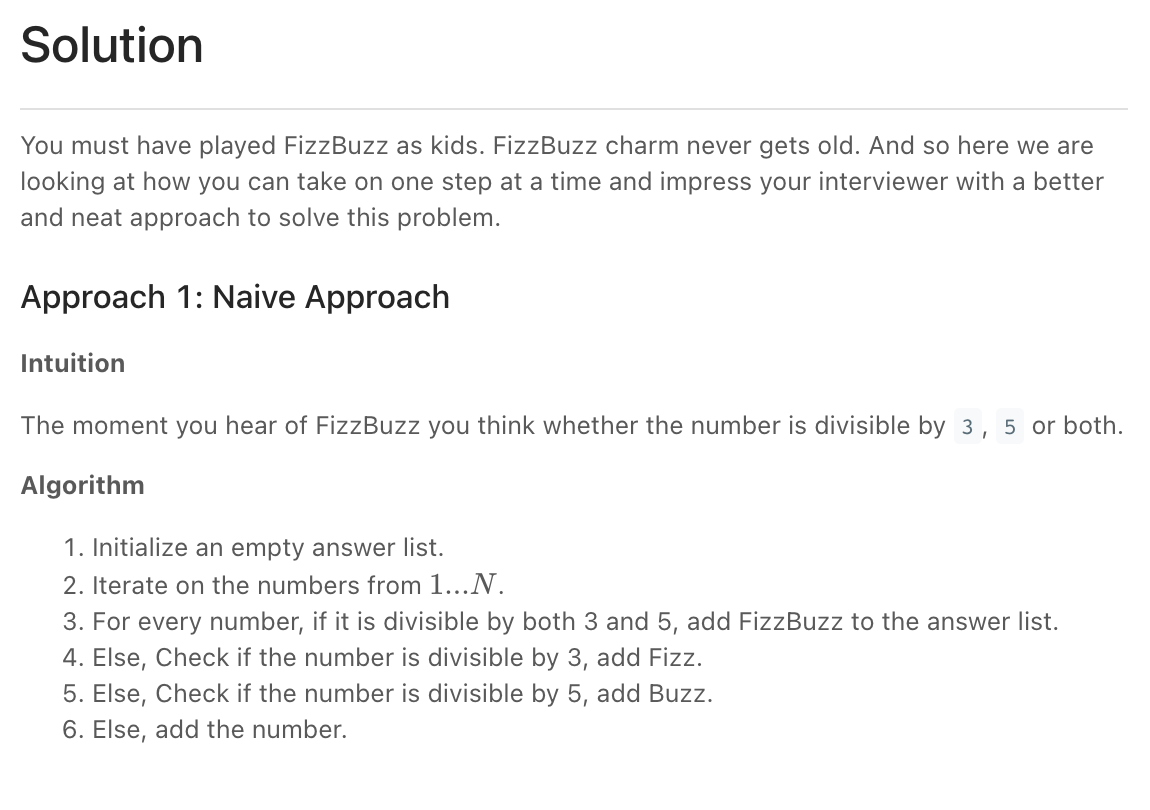 Solution
You must have played FizzBuzz as kids. FizzBuzz charm never gets old. And so here we are
looking at how you can take on one step at a time and impress your interviewer with a better
and neat approach to solve this problem.
Approach 1: Naive Approach
Intuition
The moment you hear of FizzBuzz you think whether the number is divisible by 3, 5 or both.
Algorithm
1. Initialize an empty answer list.
2. Iterate on the numbers from 1...N.
3. For every number, if it is divisible by both 3 and 5, add FizzBuzz to the answer list.
4. Else, Check if the number is divisible by 3, add Fizz.
5. Else, Check if the number is divisible by 5, add Buzz.
6. Else, add the number.